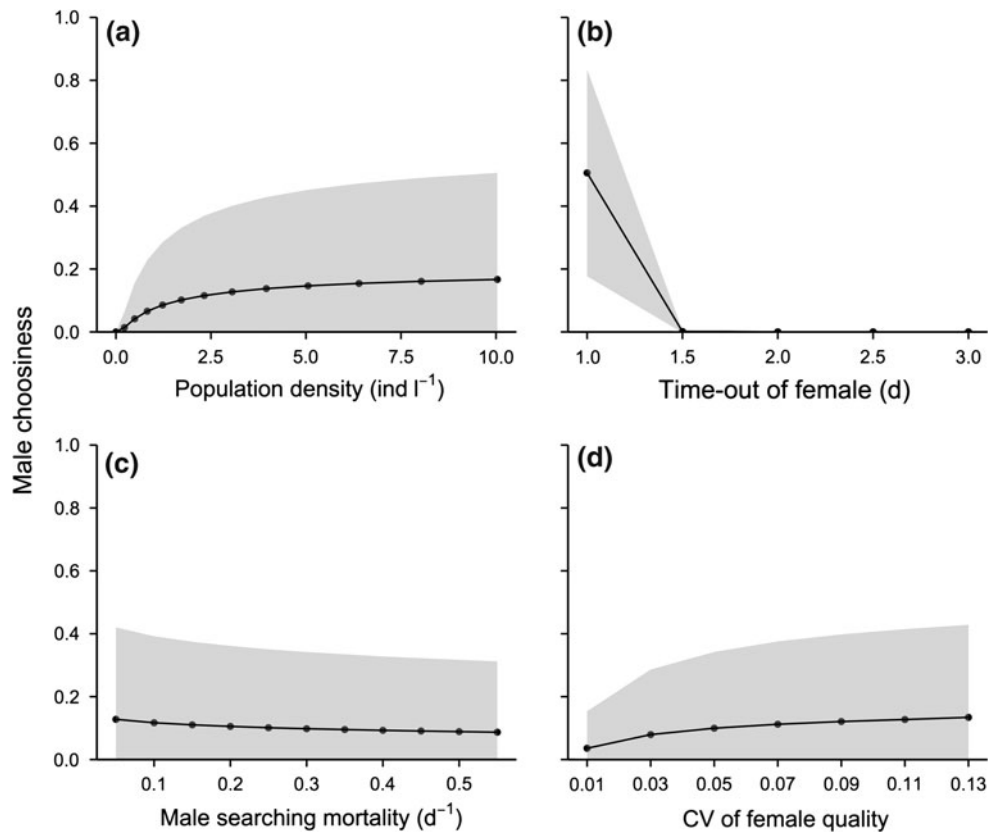 Male choosiness
(a)
1.0
0.8
0.6
0.4
0.2
0.0
0.0 2.5 5.0 7.5 10.0
Population density (ind l⁻¹)
(b)
1.0 1.5 2.0 2.5 3.0
Time-out of female (d)
(c)
1.0
0.8
0.6
0.4
0.2
0.0
0.1 0.2 0.3 0.4 0.5
Male searching mortality (d⁻¹)
(d)
0.01 0.03 0.05 0.07 0.09 0.11 0.13
CV of female quality